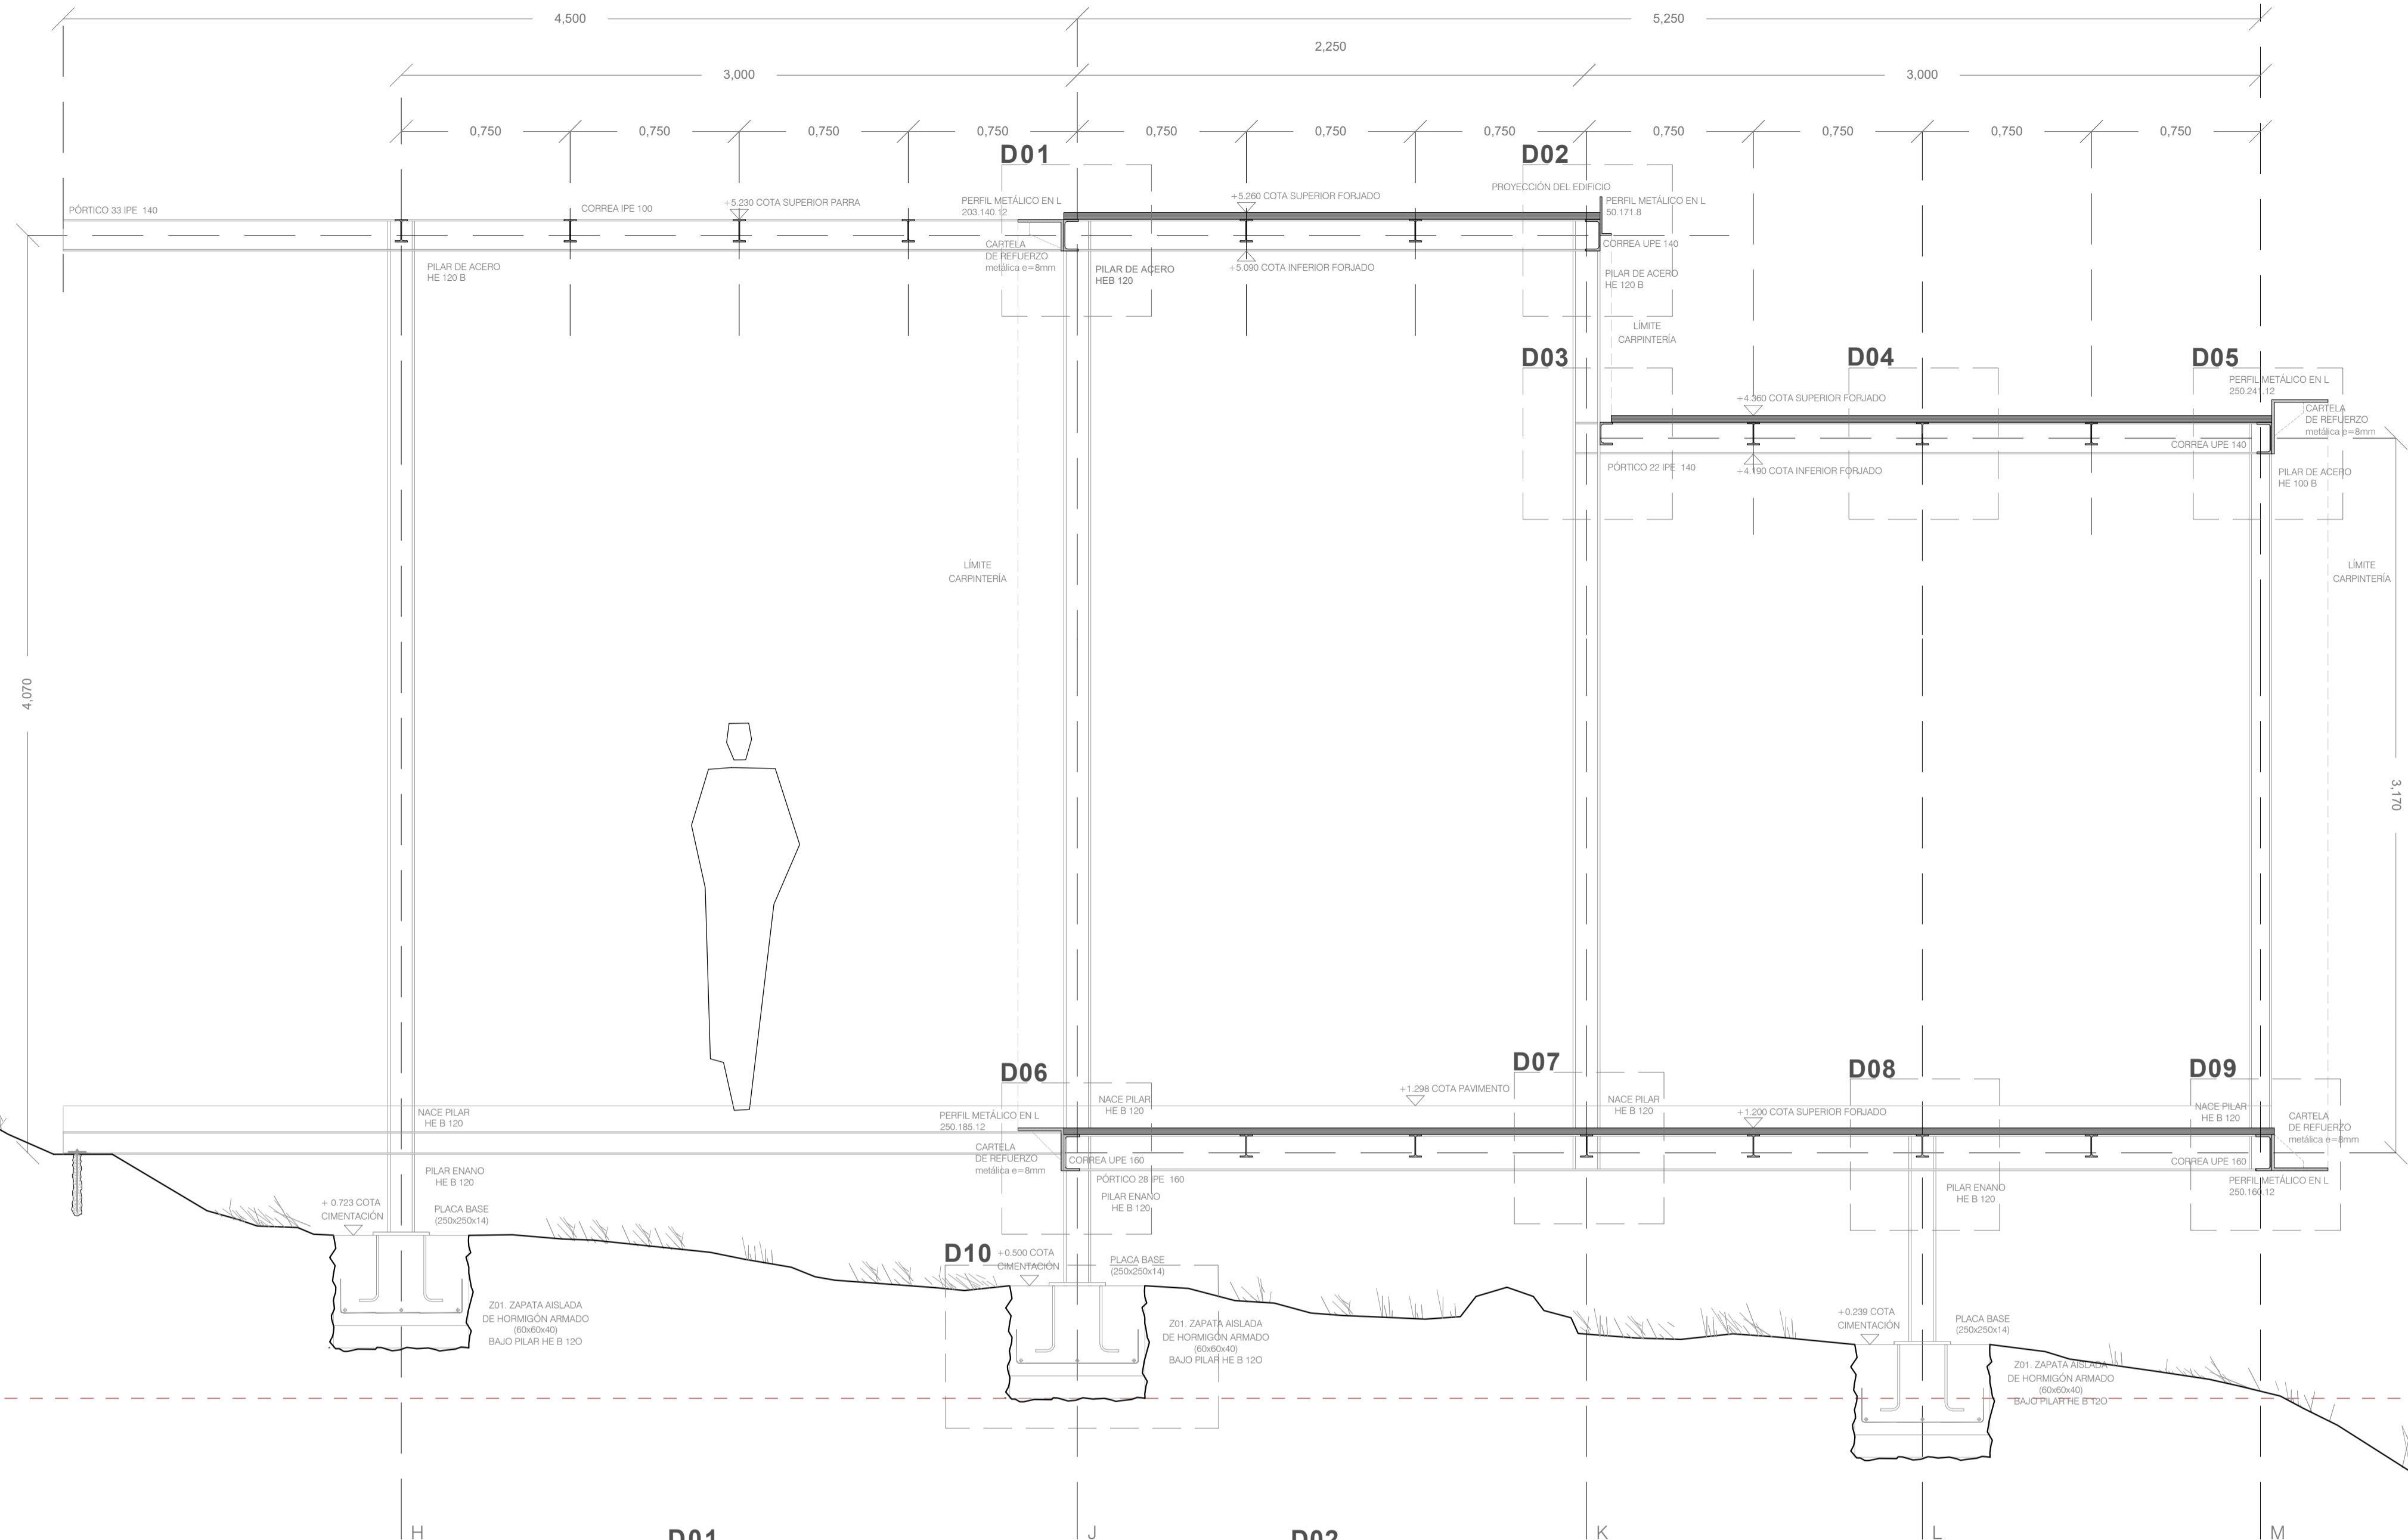 4,500
5,250
2,250
3,000
3,000
0,750
0,750
0,750
0,750
0,750
0,750
0,750
0,750
0,750
0,750
0,750
D01
D02
PÓRTICO 33 IPE 140
CORREA IPE 100
+5.230 COTA SUPERIOR PARRA
PERFIL METÁLICO EN L
203.140.12
+5.260 COTA SUPERIOR FORJADO
PROYECCIÓN DEL EDIFICIO
PERFIL METÁLICO EN L
50.171.8
CARTELA
DE REFUERZO
metálica e=8mm
CORREA UPE 140
PILAR DE ACERO
HE 120 B
PILAR DE ACERO
HEB 120
+5.090 COTA INFERIOR FORJADO
PILAR DE ACERO
HE 120 B
LÍMITE
CARPINTERÍA
D03
D04
D05
PERFIL METÁLICO EN L
250.241.12
+4.360 COTA SUPERIOR FORJADO
CARTELA
DE REFUERZO
metálica e=8mm
CORREA UPE 140
PÓRTICO 22 IPE 140
+4.190 COTA INFERIOR FORJADO
PILAR DE ACERO
HE 100 B
LÍMITE
CARPINTERÍA
LÍMITE
CARPINTERÍA
4,070
3,170
D06
D07
D08
D09
+1.298 COTA PAVIMENTO
NACE PILAR
HE B 120
PERFIL METÁLICO EN L
250.185.12
NACE PILAR
HE B 120
NACE PILAR
HE B 120
+1.200 COTA SUPERIOR FORJADO
NACE PILAR
HE B 120
CARTELA
DE REFUERZO
metálica e=8mm
CARTELA
DE REFUERZO
metálica e=8mm
CORREA UPE 160
CORREA UPE 160
PILAR ENANO
HE B 120
PÓRTICO 28 IPE 160
PILAR ENANO
HE B 120
PILAR ENANO
HE B 120
PERFIL METÁLICO EN L
250.160.12
+ 0.723 COTA
CIMENTACIÓN
PLACA BASE
(250x250x14)
D10
+0.500 COTA
CIMENTACIÓN
PLACA BASE
(250x250x14)
Z01. ZAPATA AISLADA
DE HORMIGÓN ARMADO
(60x60x40)
BAJO PILAR HE B 12O
Z01. ZAPATA AISLADA
DE HORMIGÓN ARMADO
(60x60x40)
BAJO PILAR HE B 12O
+0.239 COTA
CIMENTACIÓN
PLACA BASE
(250x250x14)
Z01. ZAPATA AISLADA
DE HORMIGÓN ARMADO
(60x60x40)
BAJO PILAR HE B 12O
H
J
K
L
M
D01
D02